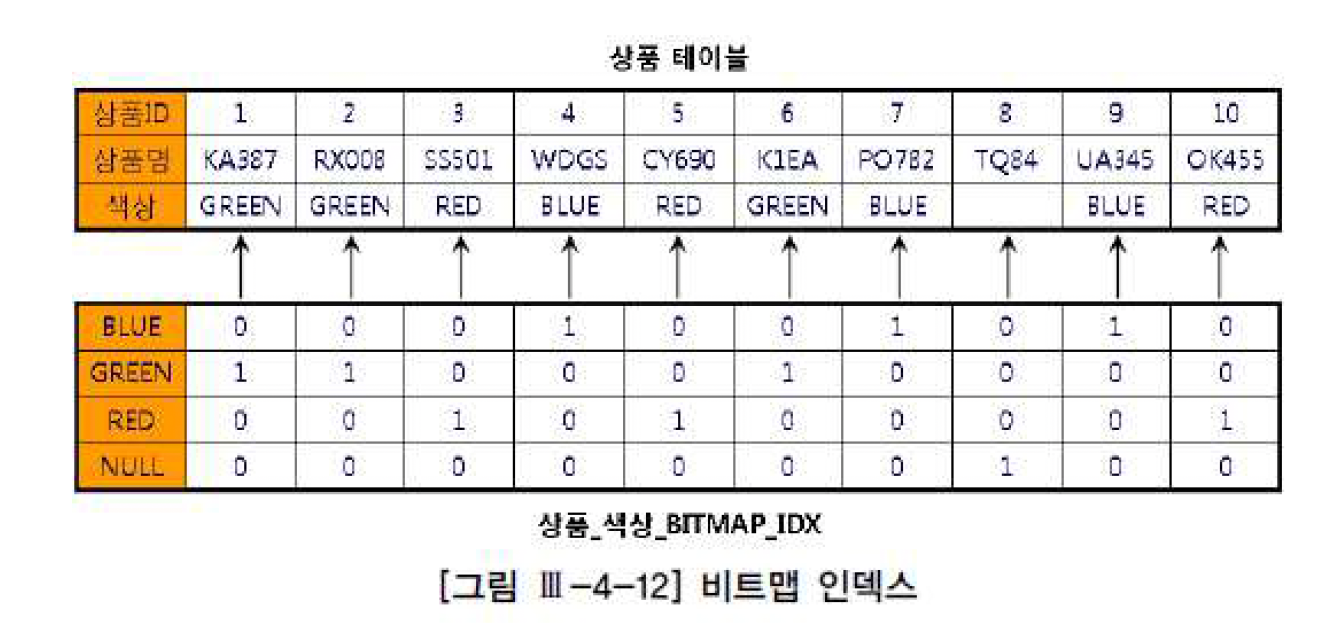 상품 테이블
상품ID 1 2 3 4 5 6 7 8 9 10
상품명 KA387 RX008 SS501 WDGS CY690 K1EA PO782 TQ84 UA345 OK455
색상 GREEN GREEN RED BLUE RED GREEN BLUE BLUE RED
BLUE 0 0 0 1 0 0 1 0 1 0
GREEN 1 1 0 0 0 1 0 0 0 0
RED 0 0 1 0 1 0 0 0 0 1
NULL 0 0 0 0 0 0 0 1 0 0
상품_색상_BITMAP_IDX
[그림 Ⅲ-4-12] 비트맵 인덱스